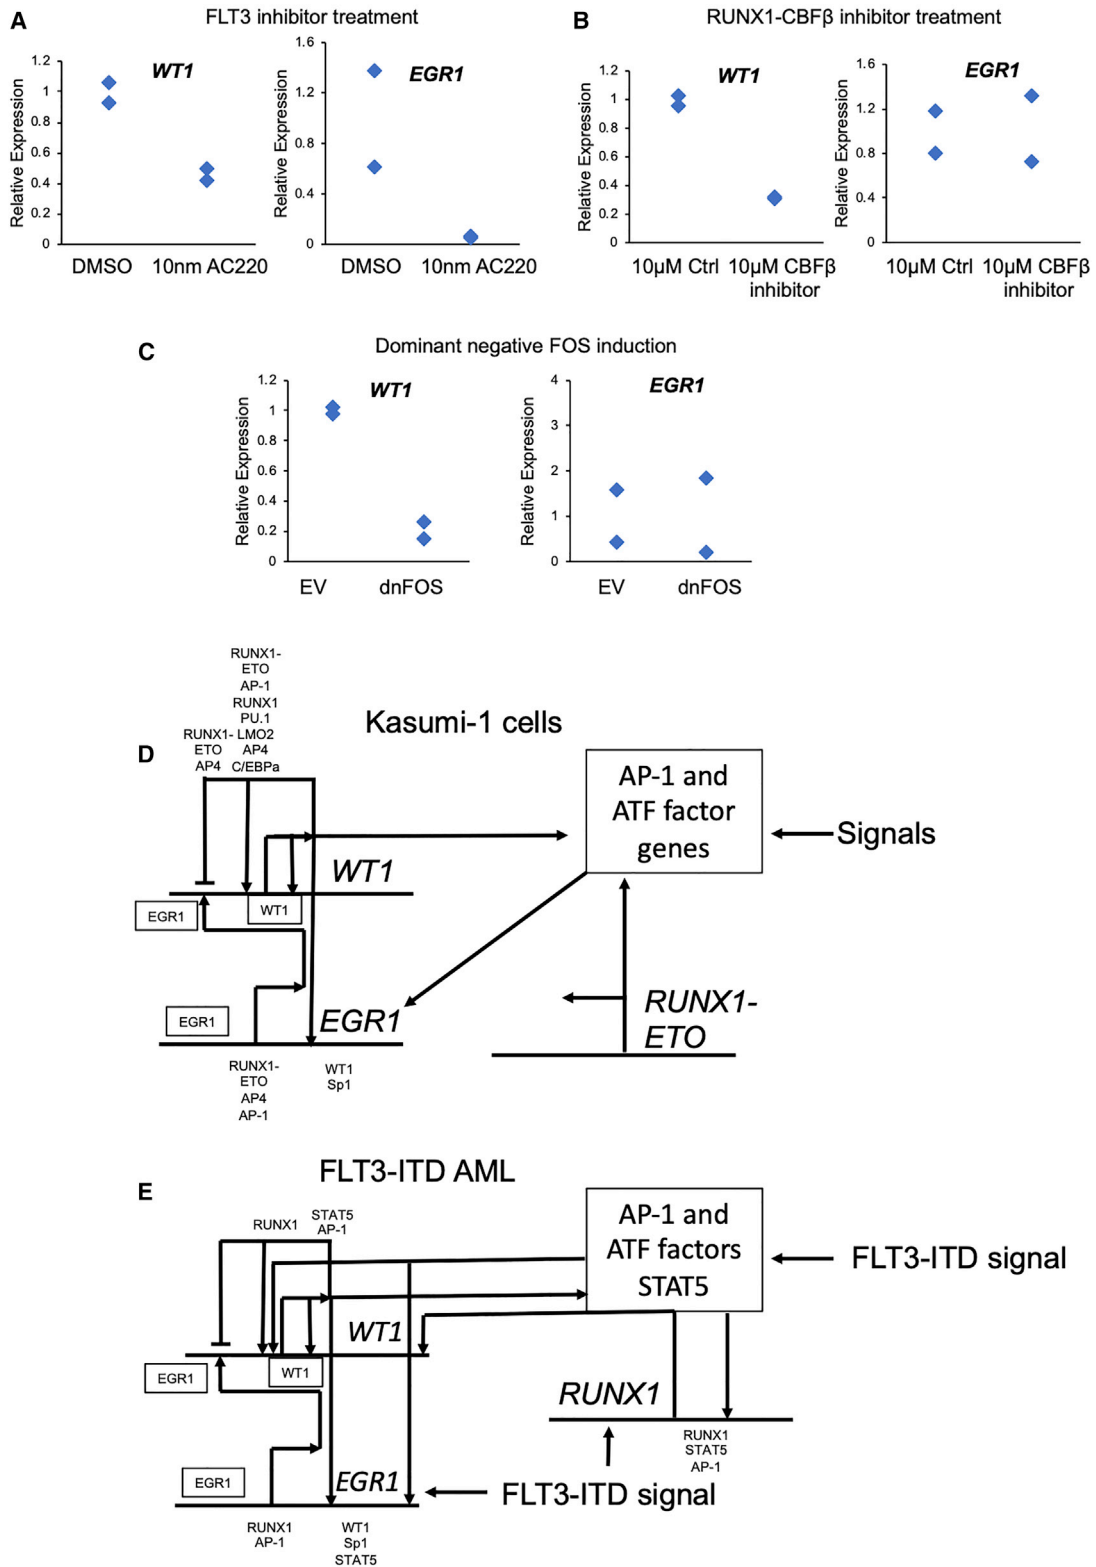 A
FLT3 inhibitor treatment
WT1
Relative Expression
1.2
1
0.8
0.6
0.4
0.2
0
DMSO
10nm AC220
EGR1
Relative Expression
1.6
1.2
0.8
0.4
0
DMSO
10nm AC220
B
RUNX1-CBFβ inhibitor treatment
WT1
Relative Expression
1.2
1
0.8
0.6
0.4
0.2
0
10µM Ctrl
10µM CBFβ
inhibitor
EGR1
Relative Expression
1.6
1.2
0.8
0.4
0
10µM Ctrl
10µM CBFβ
inhibitor
C
Dominant negative FOS induction
WT1
Relative Expression
1.2
1
0.8
0.6
0.4
0.2
0
EV
dnFOS
EGR1
Relative Expression
4
3
2
1
0
EV
dnFOS
D
Kasumi-1 cells
RUNX1-
ETO
AP4
RUNX1-
ETO
AP-1
RUNX1
PU.1
LMO2
AP4
C/EBPa
AP-1 and
ATF factor
genes
Signals
WT1
EGR1
WT1
EGR1
EGR1
RUNX1-
ETO
AP4
AP-1
WT1
Sp1
RUNX1-
ETO
E
FLT3-ITD AML
RUNX1
STAT5
AP-1
AP-1 and
ATF factors
STAT5
FLT3-ITD signal
WT1
EGR1
WT1
RUNX1
RUNX1
STAT5
AP-1
EGR1
EGR1
FLT3-ITD signal
RUNX1
AP-1
WT1
Sp1
STAT5